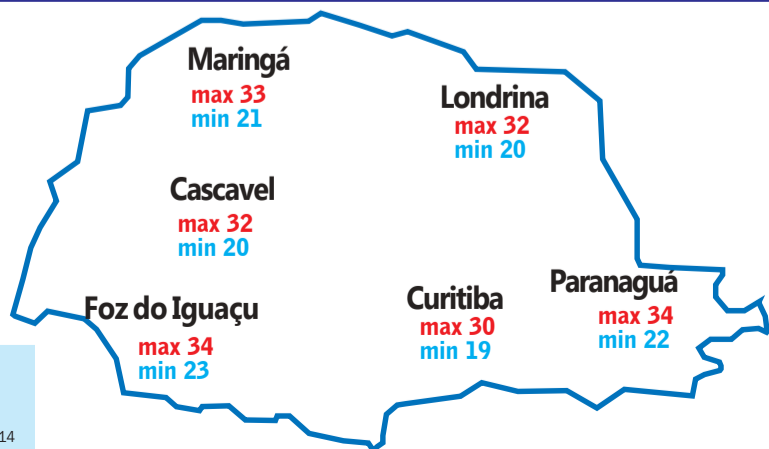 Maringá
max 33
min 21
Londrina
max 32
min 20
Cascavel
max 32
min 20
Foz do Iguaçu
max 34
min 23
Curitiba
max 30
min 19
Paranaguá
max 34
min 22
14